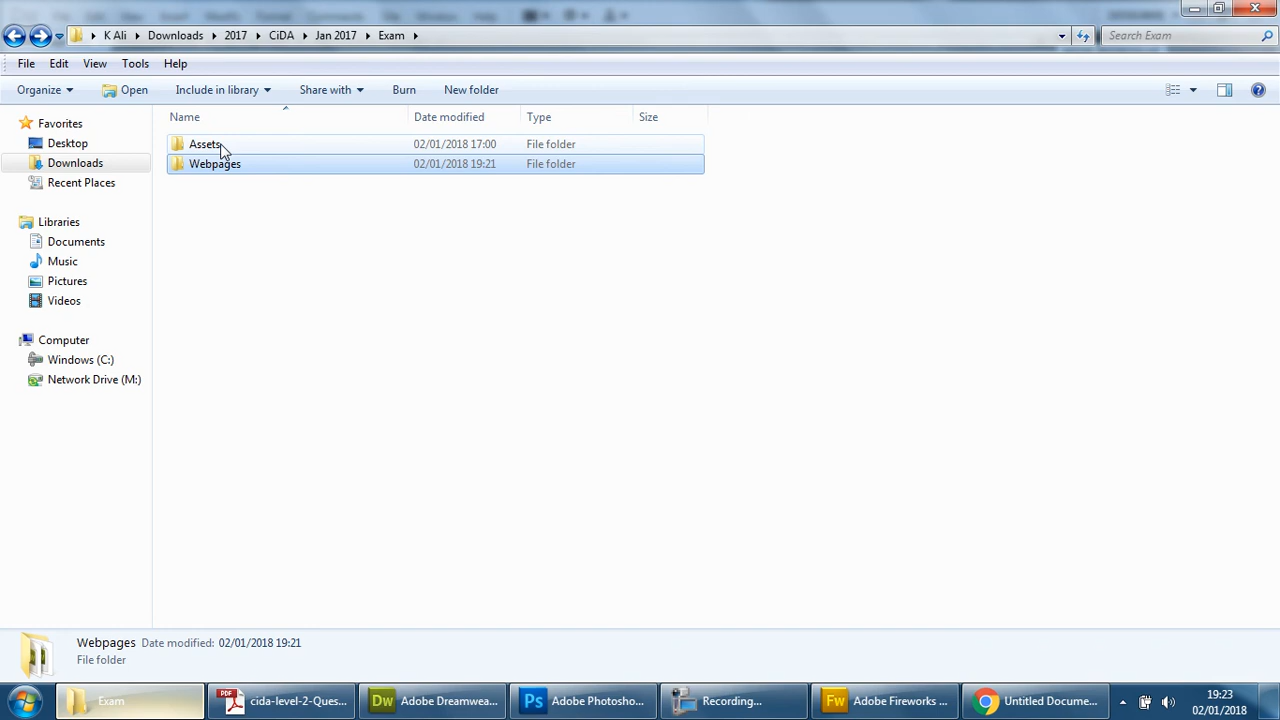 K Ali Downloads 2017 CiDA Jan 2017 Exam Search Exam
File Edit View Tools Help
Organize Open Include in library Share with Burn New folder
Name Date modified Type Size
Favorites
Desktop
Downloads
Recent Places
Libraries
Documents
Music
Pictures
Videos
Computer
Windows (C:)
Network Drive (M:)
Assets 02/01/2018 17:00 File folder
Webpages 02/01/2018 19:21 File folder
Webpages Date modified: 02/01/2018 19:21
File folder
Exam
PDF cida-level-2-Ques...
Dw Adobe Dreamwea...
Ps Adobe Photosho...
Recording...
Fw Adobe Fireworks ...
Untitled Docume...
19:23
02/01/2018